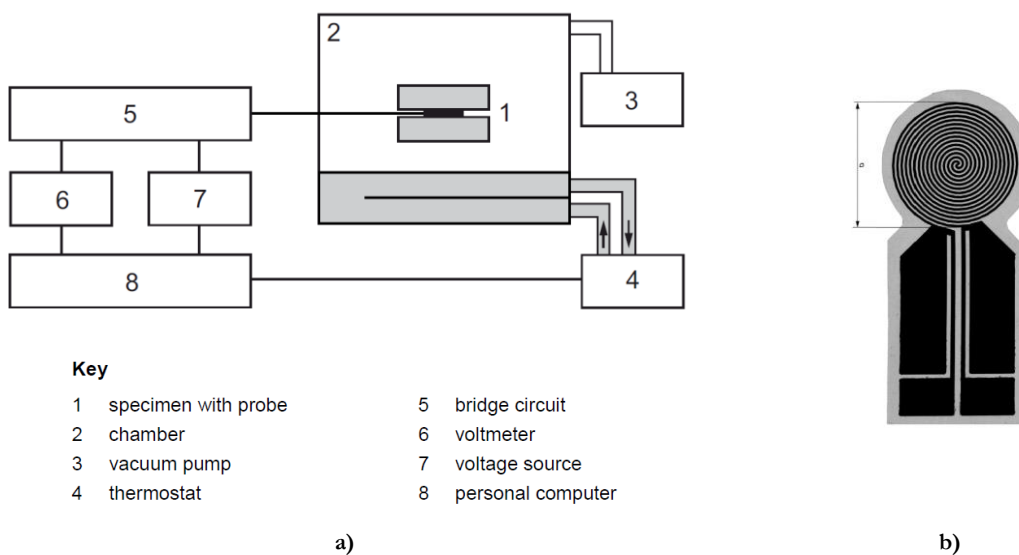 2
1
3
5
6
7
8
4
Key
1 specimen with probe
2 chamber
3 vacuum pump
4 thermostat
5 bridge circuit
6 voltmeter
7 voltage source
8 personal computer
a)
b)